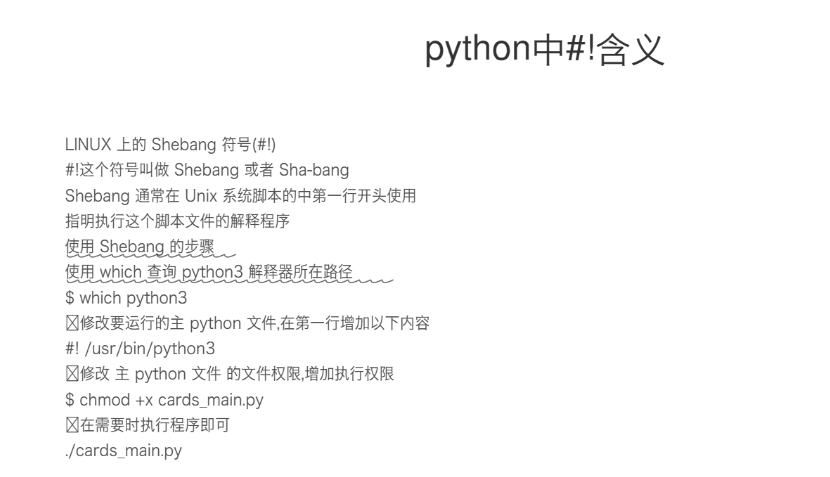 python中#!含义
LINUX 上的 Shebang 符号(#!)
#!这个符号叫做 Shebang 或者 Sha-bang
Shebang 通常在 Unix 系统脚本的中第一行开头使用
指明执行这个脚本文件的解释程序
使用 Shebang 的步骤
使用 which 查询 python3 解释器所在路径
$ which python3
修改要运行的主 python 文件,在第一行增加以下内容
#! /usr/bin/python3
修改 主 python 文件 的文件权限,增加执行权限
$ chmod +x cards_main.py
在需要时执行程序即可
./cards_main.py